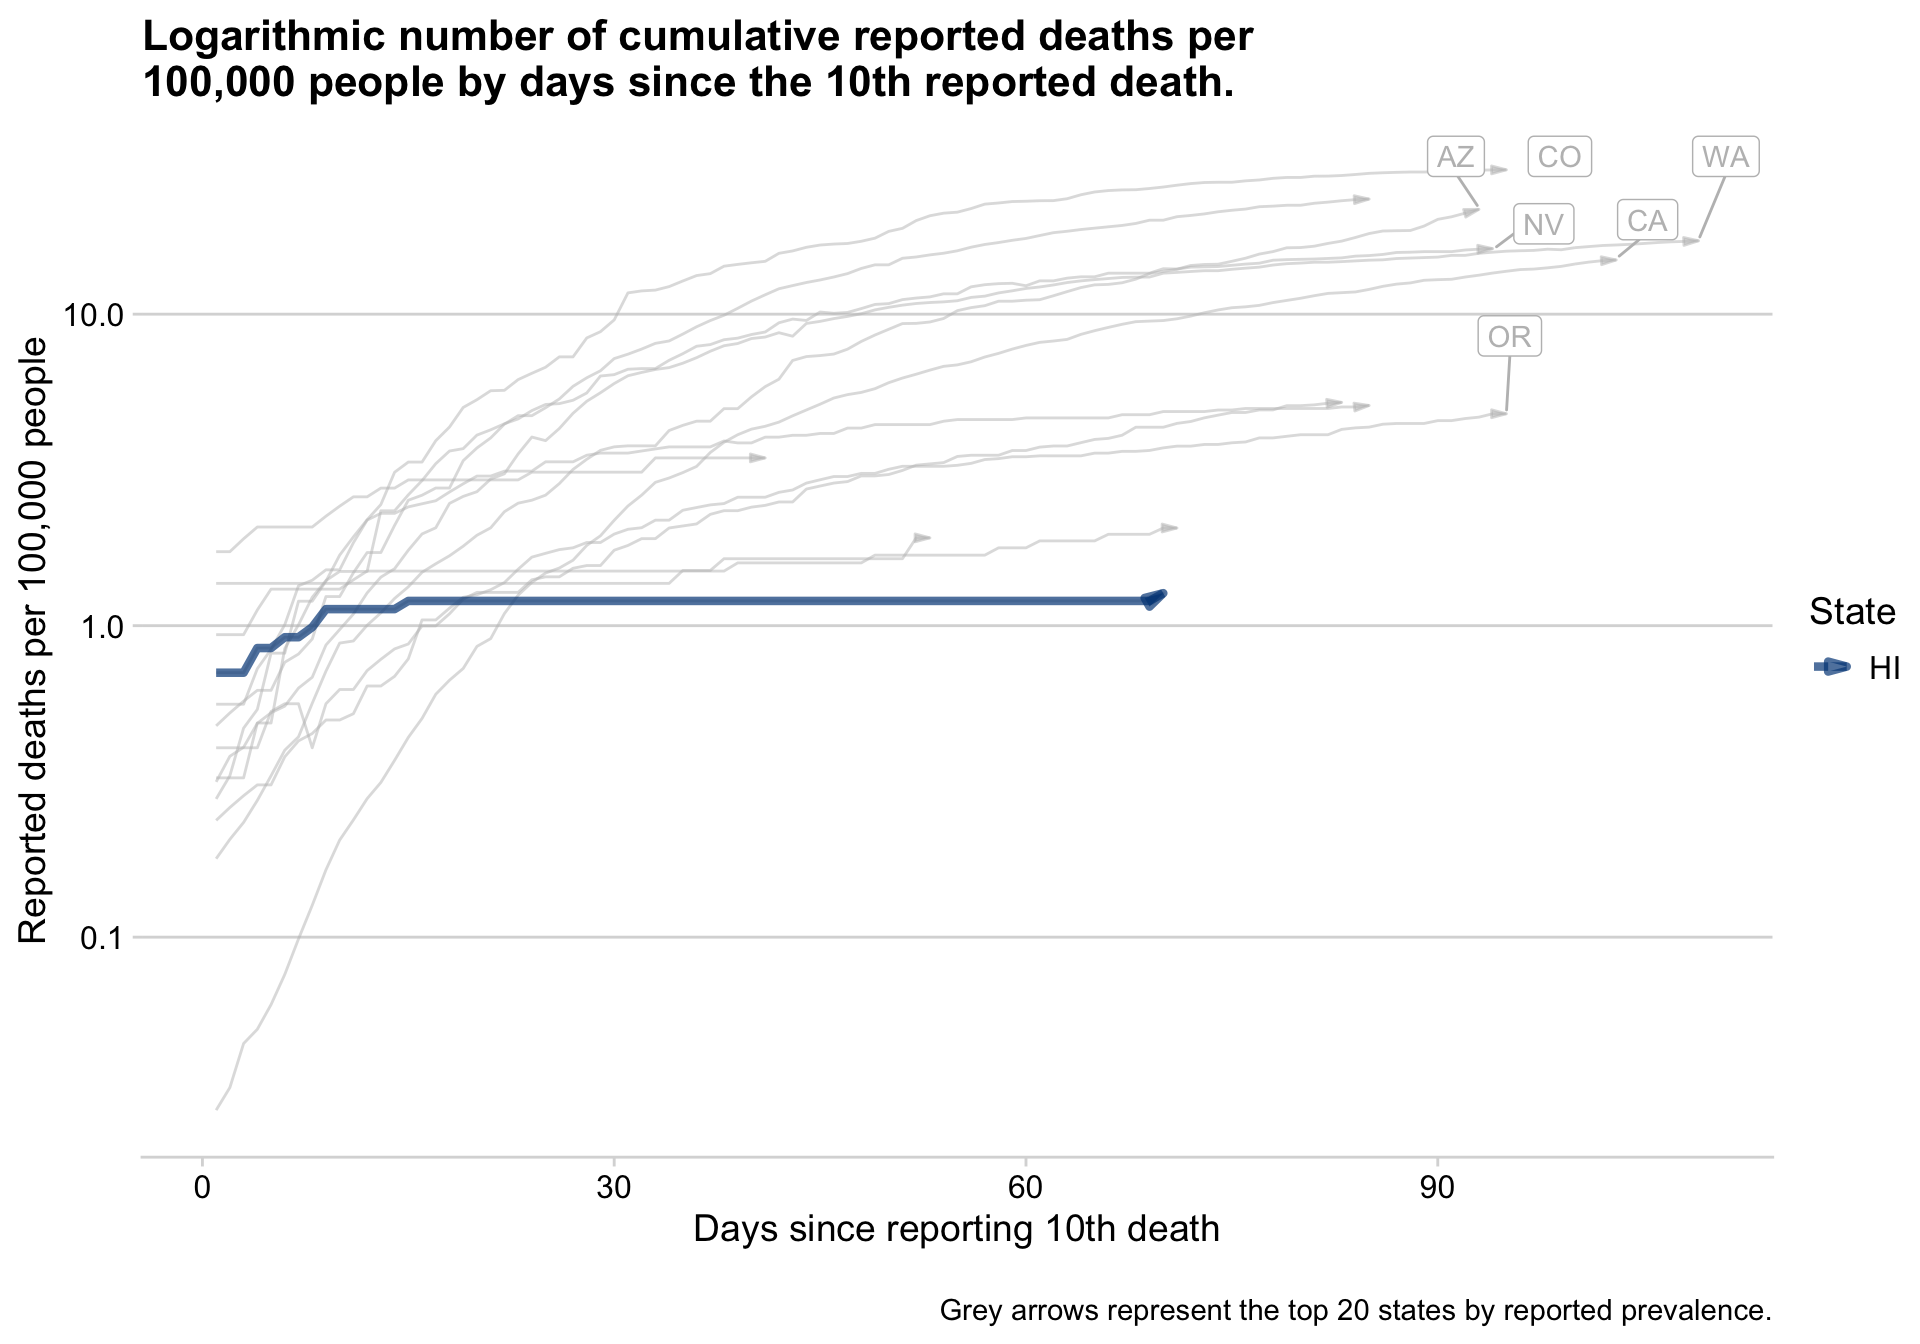 Logarithmic number of cumulative reported deaths per
100,000 people by days since the 10th reported death.
Reported deaths per 100,000 people
10.0
1.0
0.1
AZ
CO
WA
NV
CA
OR
State
HI
0
30
60
90
Days since reporting 10th death
Grey arrows represent the top 20 states by reported prevalence.